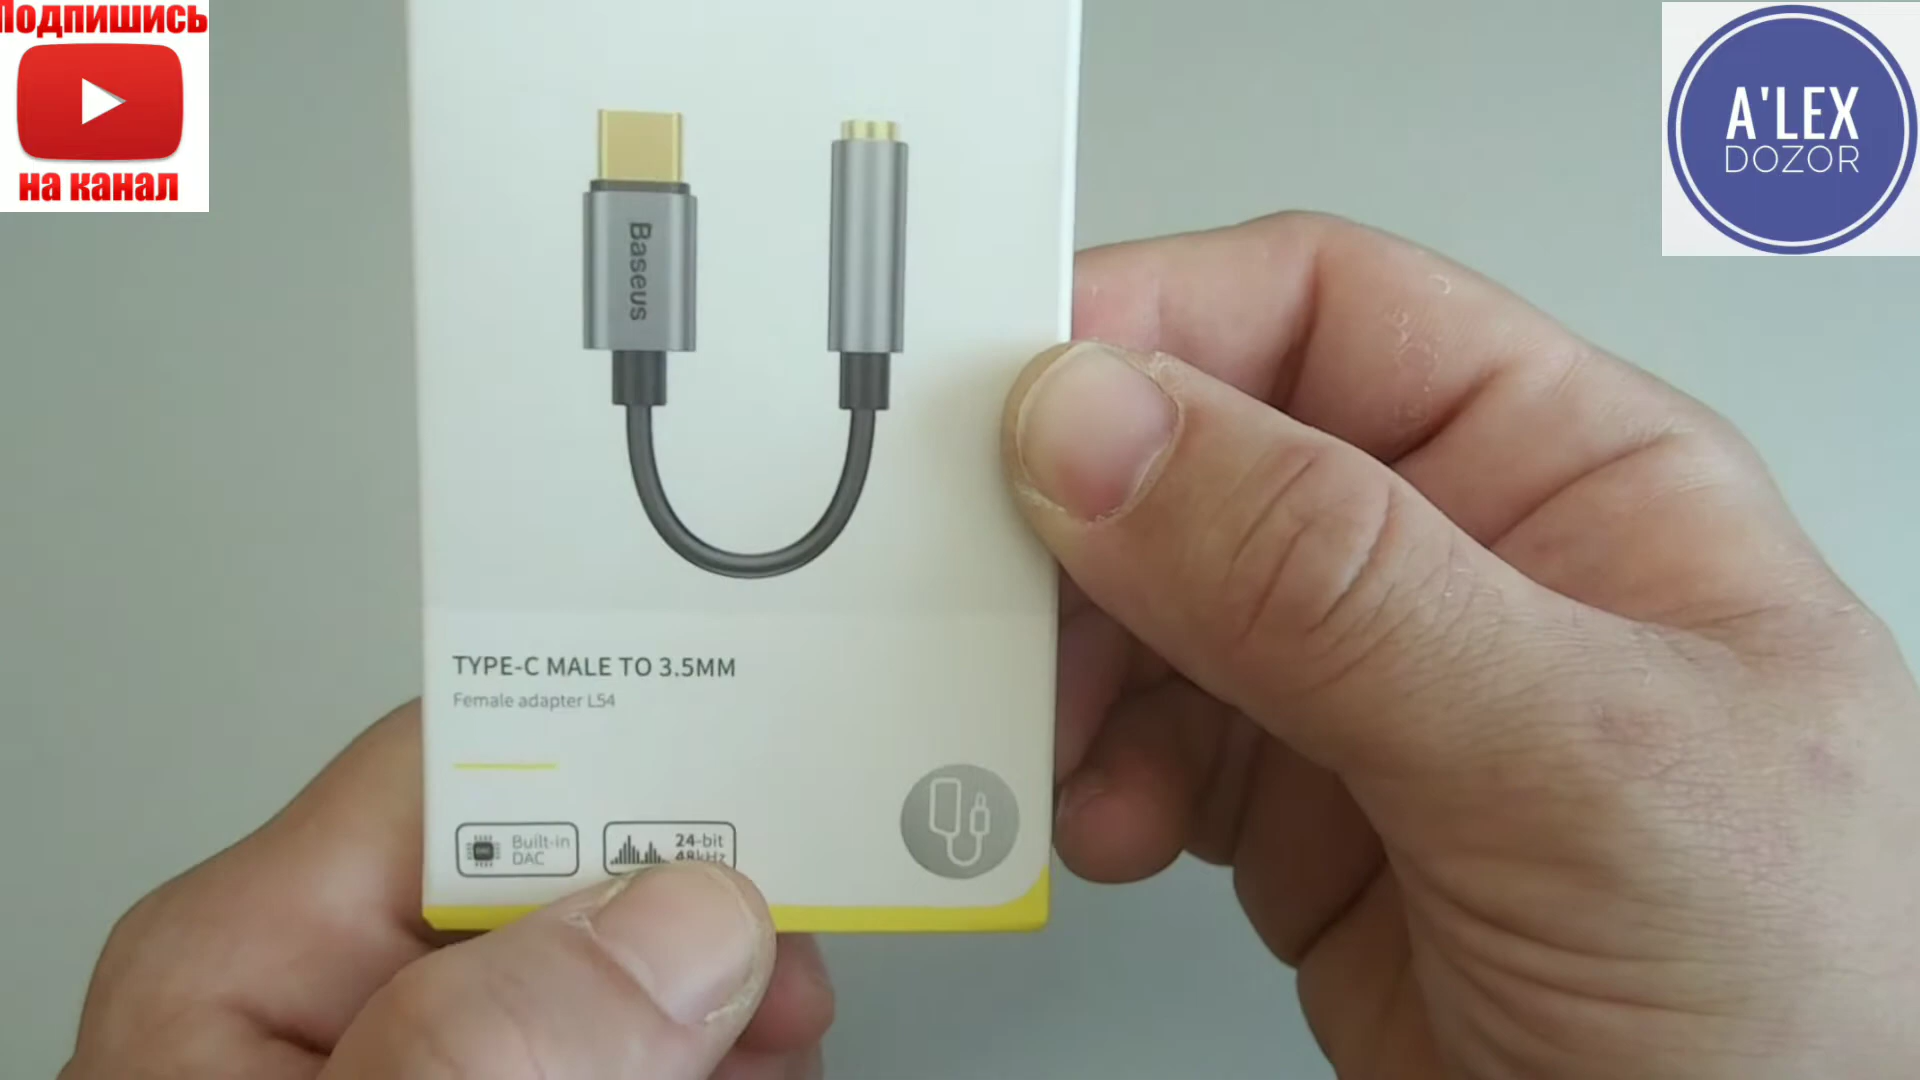 Подпишись
на канал
A'LEX
DOZOR
Baseus
TYPE-C MALE TO 3.5MM
Female adapter L54
Built-in
DAC
24-bit
48kHz